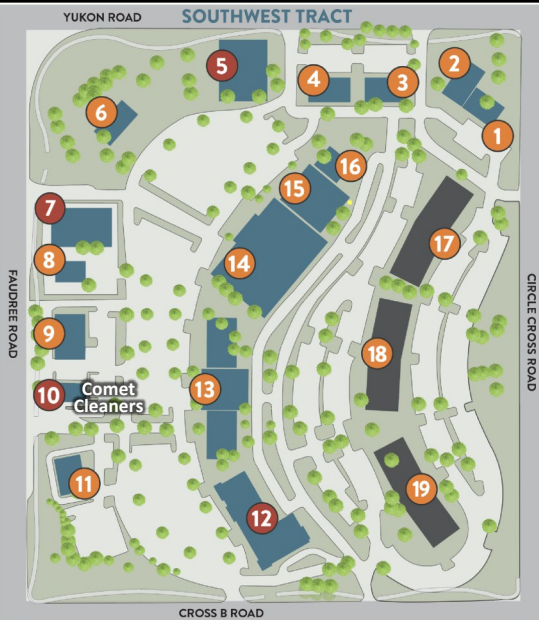 YUKON ROAD
SOUTHWEST TRACT
5
2
4
3
6
1
16
15
7
17
14
8
FAUDREE ROAD
CIRCLE CROSS ROAD
9
18
13
10
Comet
Cleaners
11
19
12
CROSS B ROAD